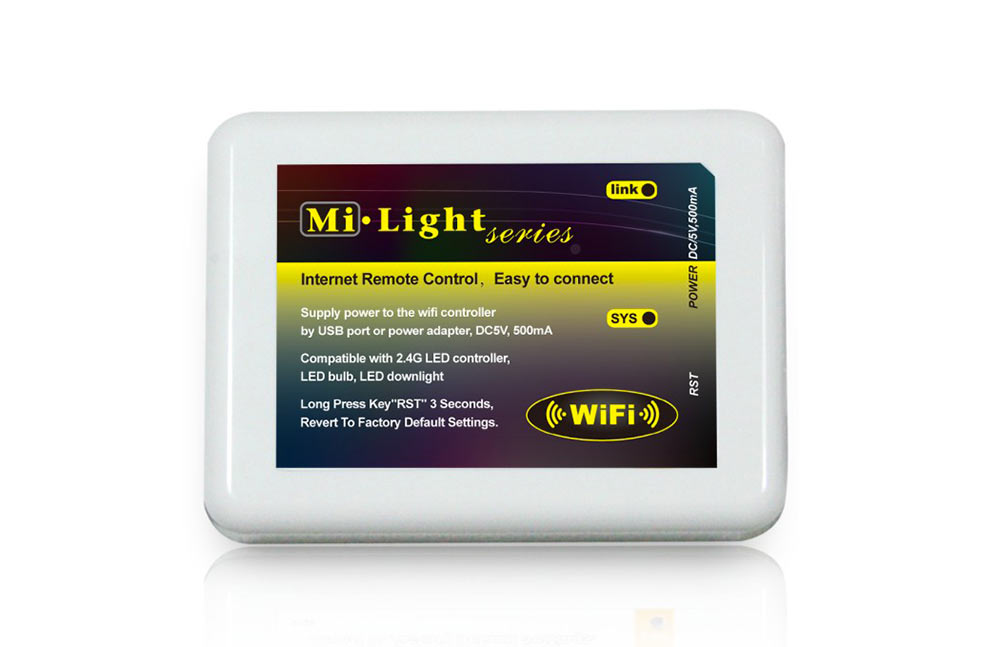 link
Mi·Light
series
Internet Remote Control, Easy to connect
Supply power to the wifi controller
by USB port or power adapter, DC5V, 500mA
SYS
Compatible with 2.4G LED controller,
LED bulb, LED downlight
Long Press Key"RST" 3 Seconds,
Revert To Factory Default Settings.
WiFi
POWER DC/5V,500mA
RST